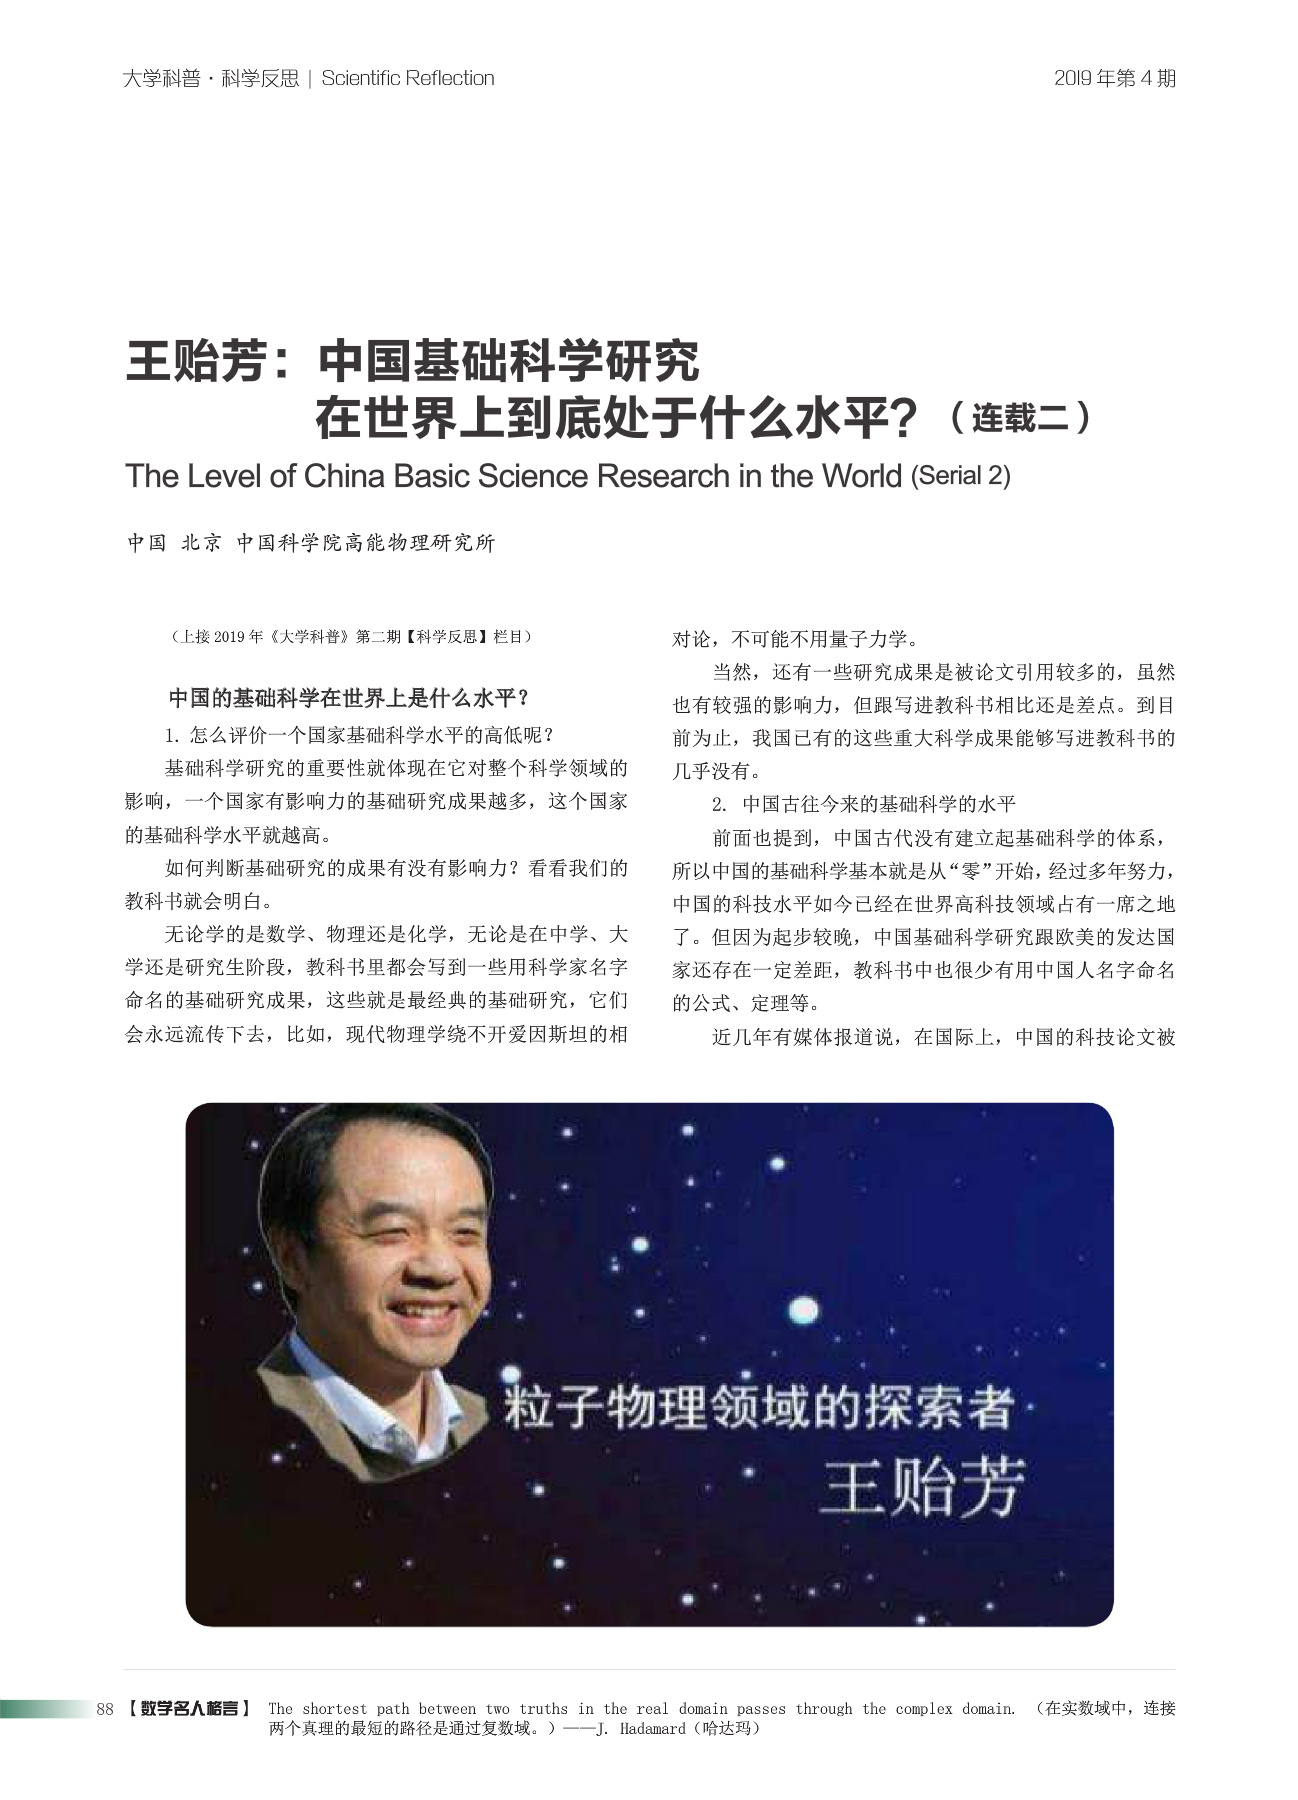 大学科普·科学反思 | Scientific Reflection
2019 年第 4 期
王贻芳：中国基础科学研究
在世界上到底处于什么水平？（连载二）
The Level of China Basic Science Research in the World (Serial 2)
中国 北京 中国科学院高能物理研究所
（上接 2019 年《大学科普》第二期【科学反思】栏目）
中国的基础科学在世界上是什么水平？
1. 怎么评价一个国家基础科学水平的高低呢？
基础科学研究的重要性就体现在它对整个科学领域的
影响，一个国家有影响力的基础研究成果越多，这个国家
的基础科学水平就越高。
如何判断基础研究的成果有没有影响力？看看我们的
教科书就会明白。
无论学的是数学、物理还是化学，无论是在中学、大
学还是研究生阶段，教科书里都会写到一些用科学家名字
命名的基础研究成果，这些就是最经典的基础研究，它们
会永远流传下去，比如，现代物理学绕不开爱因斯坦的相
对论，不可能不用量子力学。
当然，还有一些研究成果是被论文引用较多的，虽然
也有较强的影响力，但跟写进教科书相比还是差点。到目
前为止，我国已有的这些重大科学成果能够写进教科书的
几乎没有。
2. 中国古往今来的基础科学的水平
前面也提到，中国古代没有建立起基础科学的体系，
所以中国的基础科学基本就是从“零”开始，经过多年努力，
中国的科技水平如今已经在世界高科技领域占有一席之地
了。但因为起步较晚，中国基础科学研究跟欧美的发达国
家还存在一定差距，教科书中也很少有用中国人名字命名
的公式、定理等。
近几年有媒体报道说，在国际上，中国的科技论文被
粒子物理领域的探索者
王贻芳
88 【数学名人格言】 The shortest path between two truths in the real domain passes through the complex domain. （在实数域中，连接
两个真理的最短的路径是通过复数域。）——J. Hadamard（哈达玛）